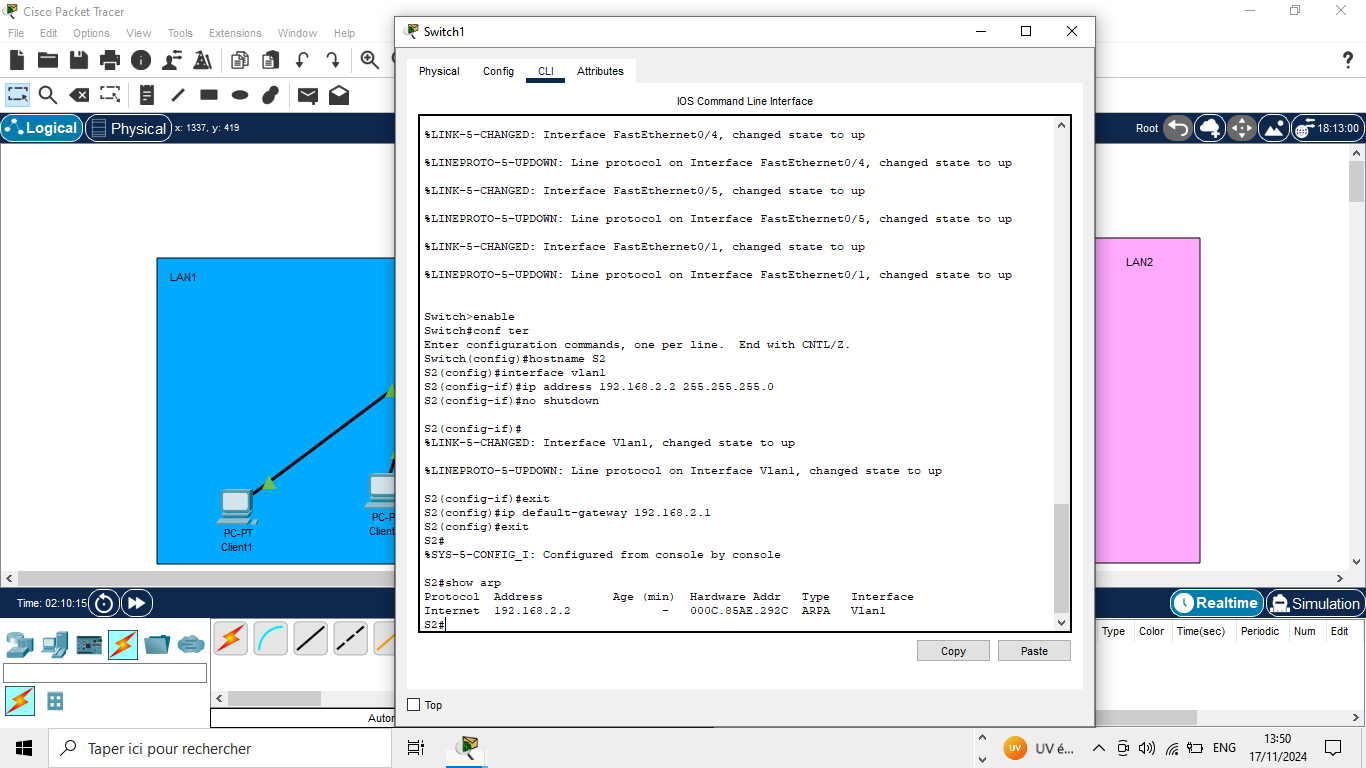 Cisco Packet Tracer
File Edit Options View Tools Extensions Window Help
?
Logical
Physical
x: 1337, y: 419
Root
18:13:00
LAN1
PC-PT
Client1
PC-P
Client
LAN2
Switch1
Physical Config CLI Attributes
IOS Command Line Interface
%LINK-5-CHANGED: Interface FastEthernet0/4, changed state to up
%LINEPROTO-5-UPDOWN: Line protocol on Interface FastEthernet0/4, changed state to up
%LINK-5-CHANGED: Interface FastEthernet0/5, changed state to up
%LINEPROTO-5-UPDOWN: Line protocol on Interface FastEthernet0/5, changed state to up
%LINK-5-CHANGED: Interface FastEthernet0/1, changed state to up
%LINEPROTO-5-UPDOWN: Line protocol on Interface FastEthernet0/1, changed state to up
Switch>enable
Switch#conf ter
Enter configuration commands, one per line. End with CNTL/Z.
Switch(config)#hostname S2
S2(config)#interface vlan1
S2(config-if)#ip address 192.168.2.2 255.255.255.0
S2(config-if)#no shutdown
S2(config-if)#
%LINK-5-CHANGED: Interface Vlan1, changed state to up
%LINEPROTO-5-UPDOWN: Line protocol on Interface Vlan1, changed state to up
S2(config-if)#exit
S2(config)#ip default-gateway 192.168.2.1
S2(config)#exit
S2#
%SYS-5-CONFIG_I: Configured from console by console
S2#show arp
Protocol Address Age (min) Hardware Addr Type Interface
Internet 192.168.2.2 - 000C.85AE.292C ARPA Vlan1
S2#
Copy
Paste
Top
Time: 02:10:15
Realtime
Simulation
Type Color Time(sec) Periodic Num Edit
Autor
Taper ici pour rechercher
UV
UV é...
ENG
13:50
17/11/2024